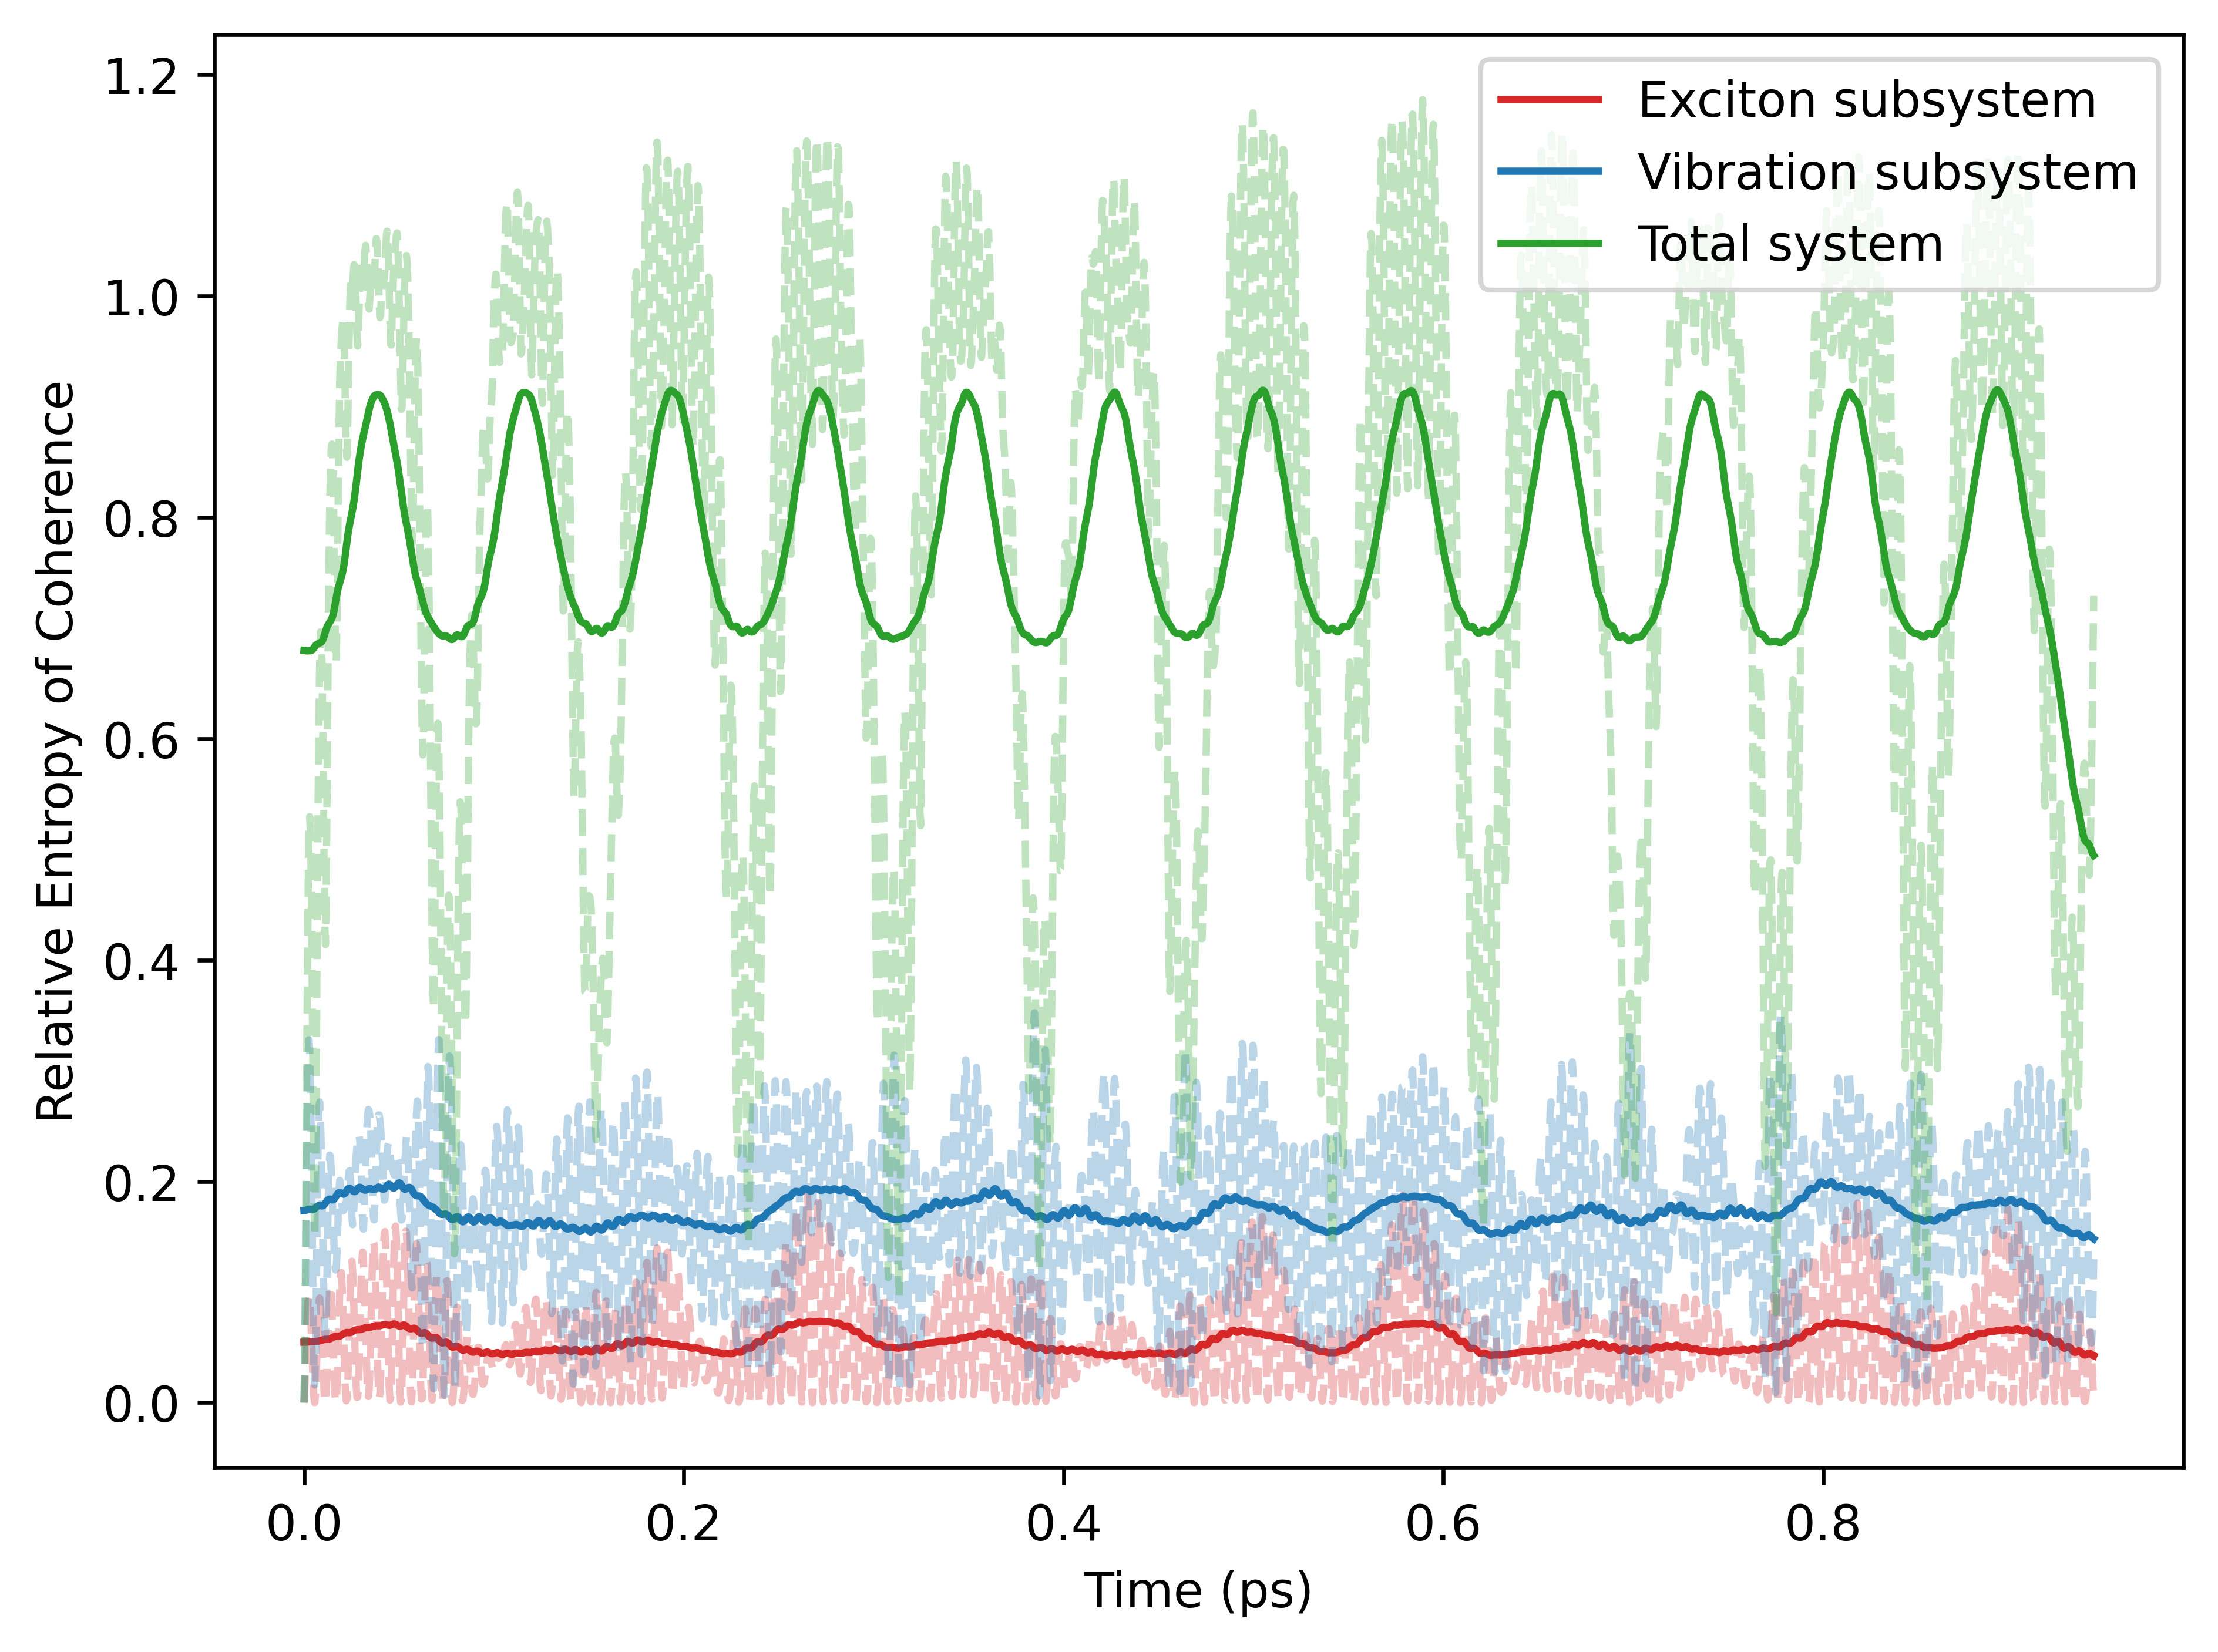 Relative Entropy of Coherence
1.2
1.0
0.8
0.6
0.4
0.2
0.0
Exciton subsystem
Vibration subsystem
Total system
0.0 0.2 0.4 0.6 0.8
Time (ps)